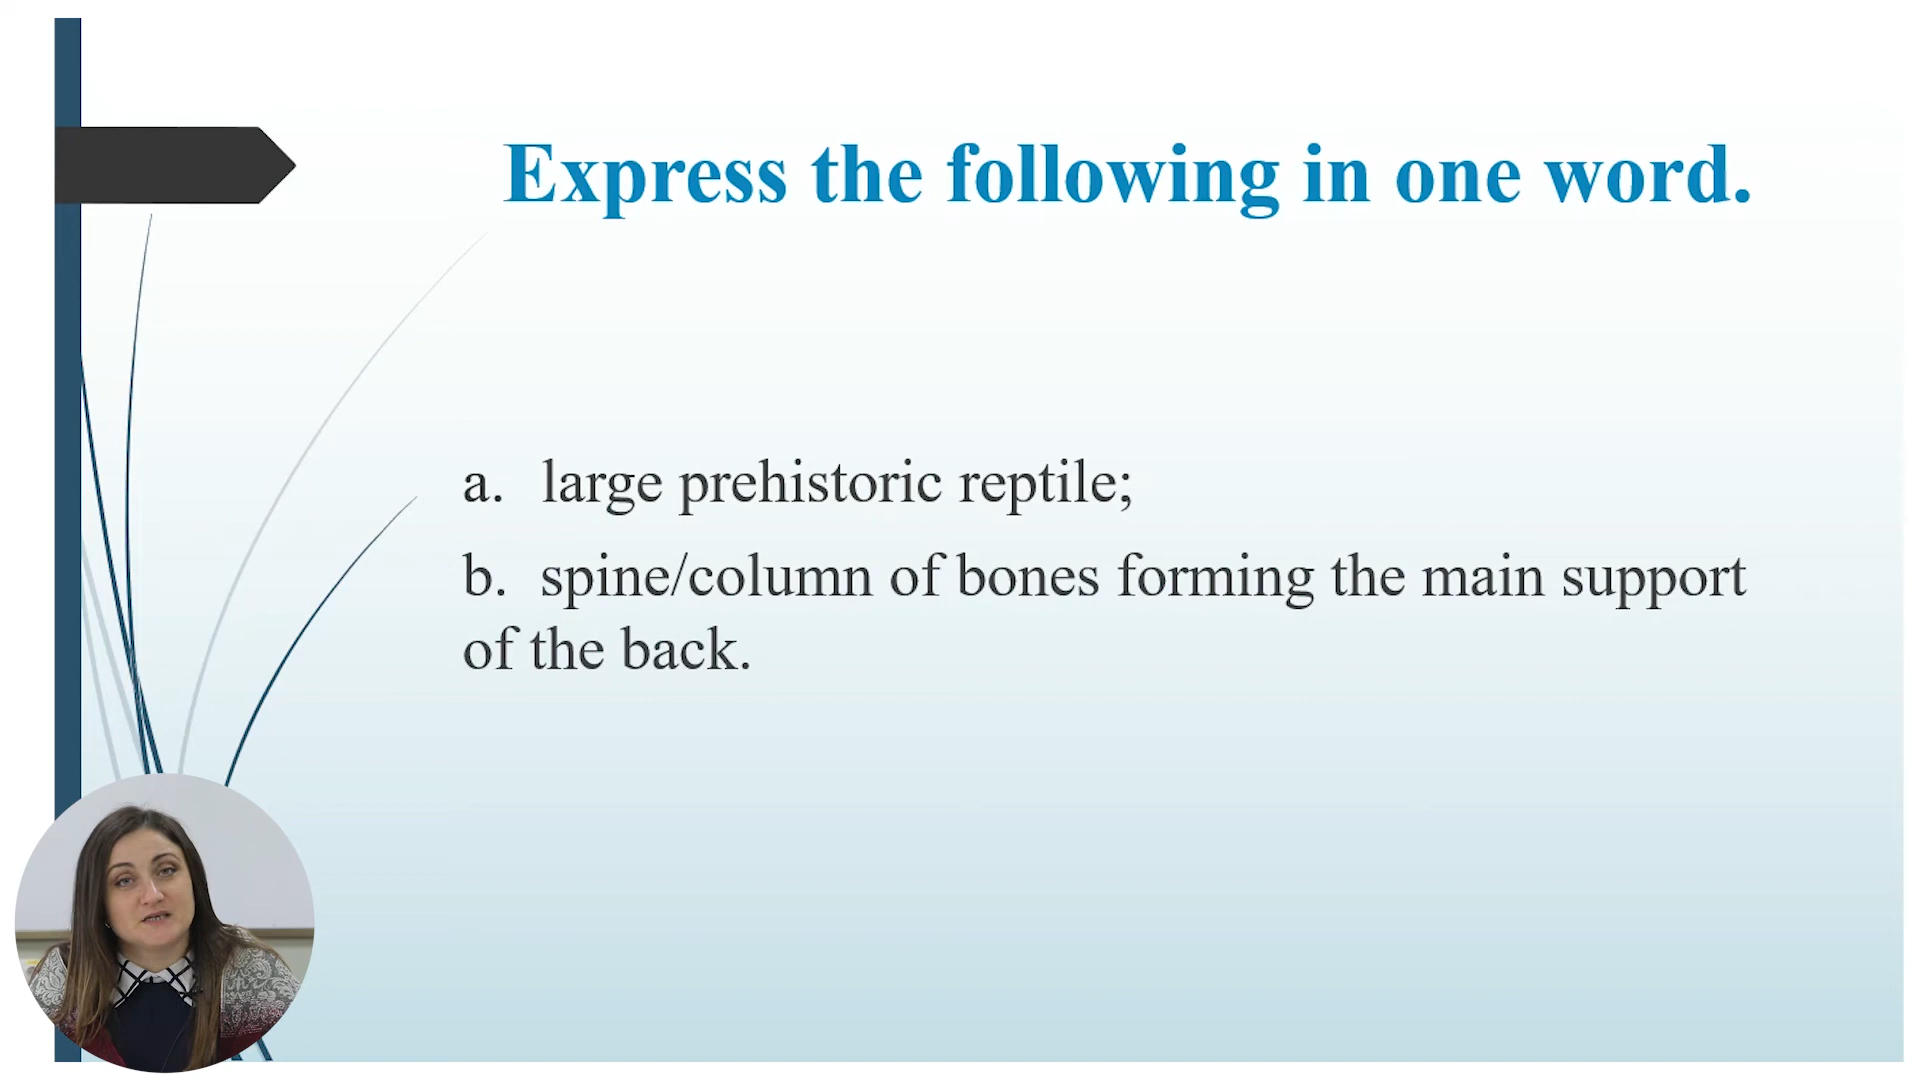 Express the following in one word.
a. large prehistoric reptile;
b. spine/column of bones forming the main support
of the back.